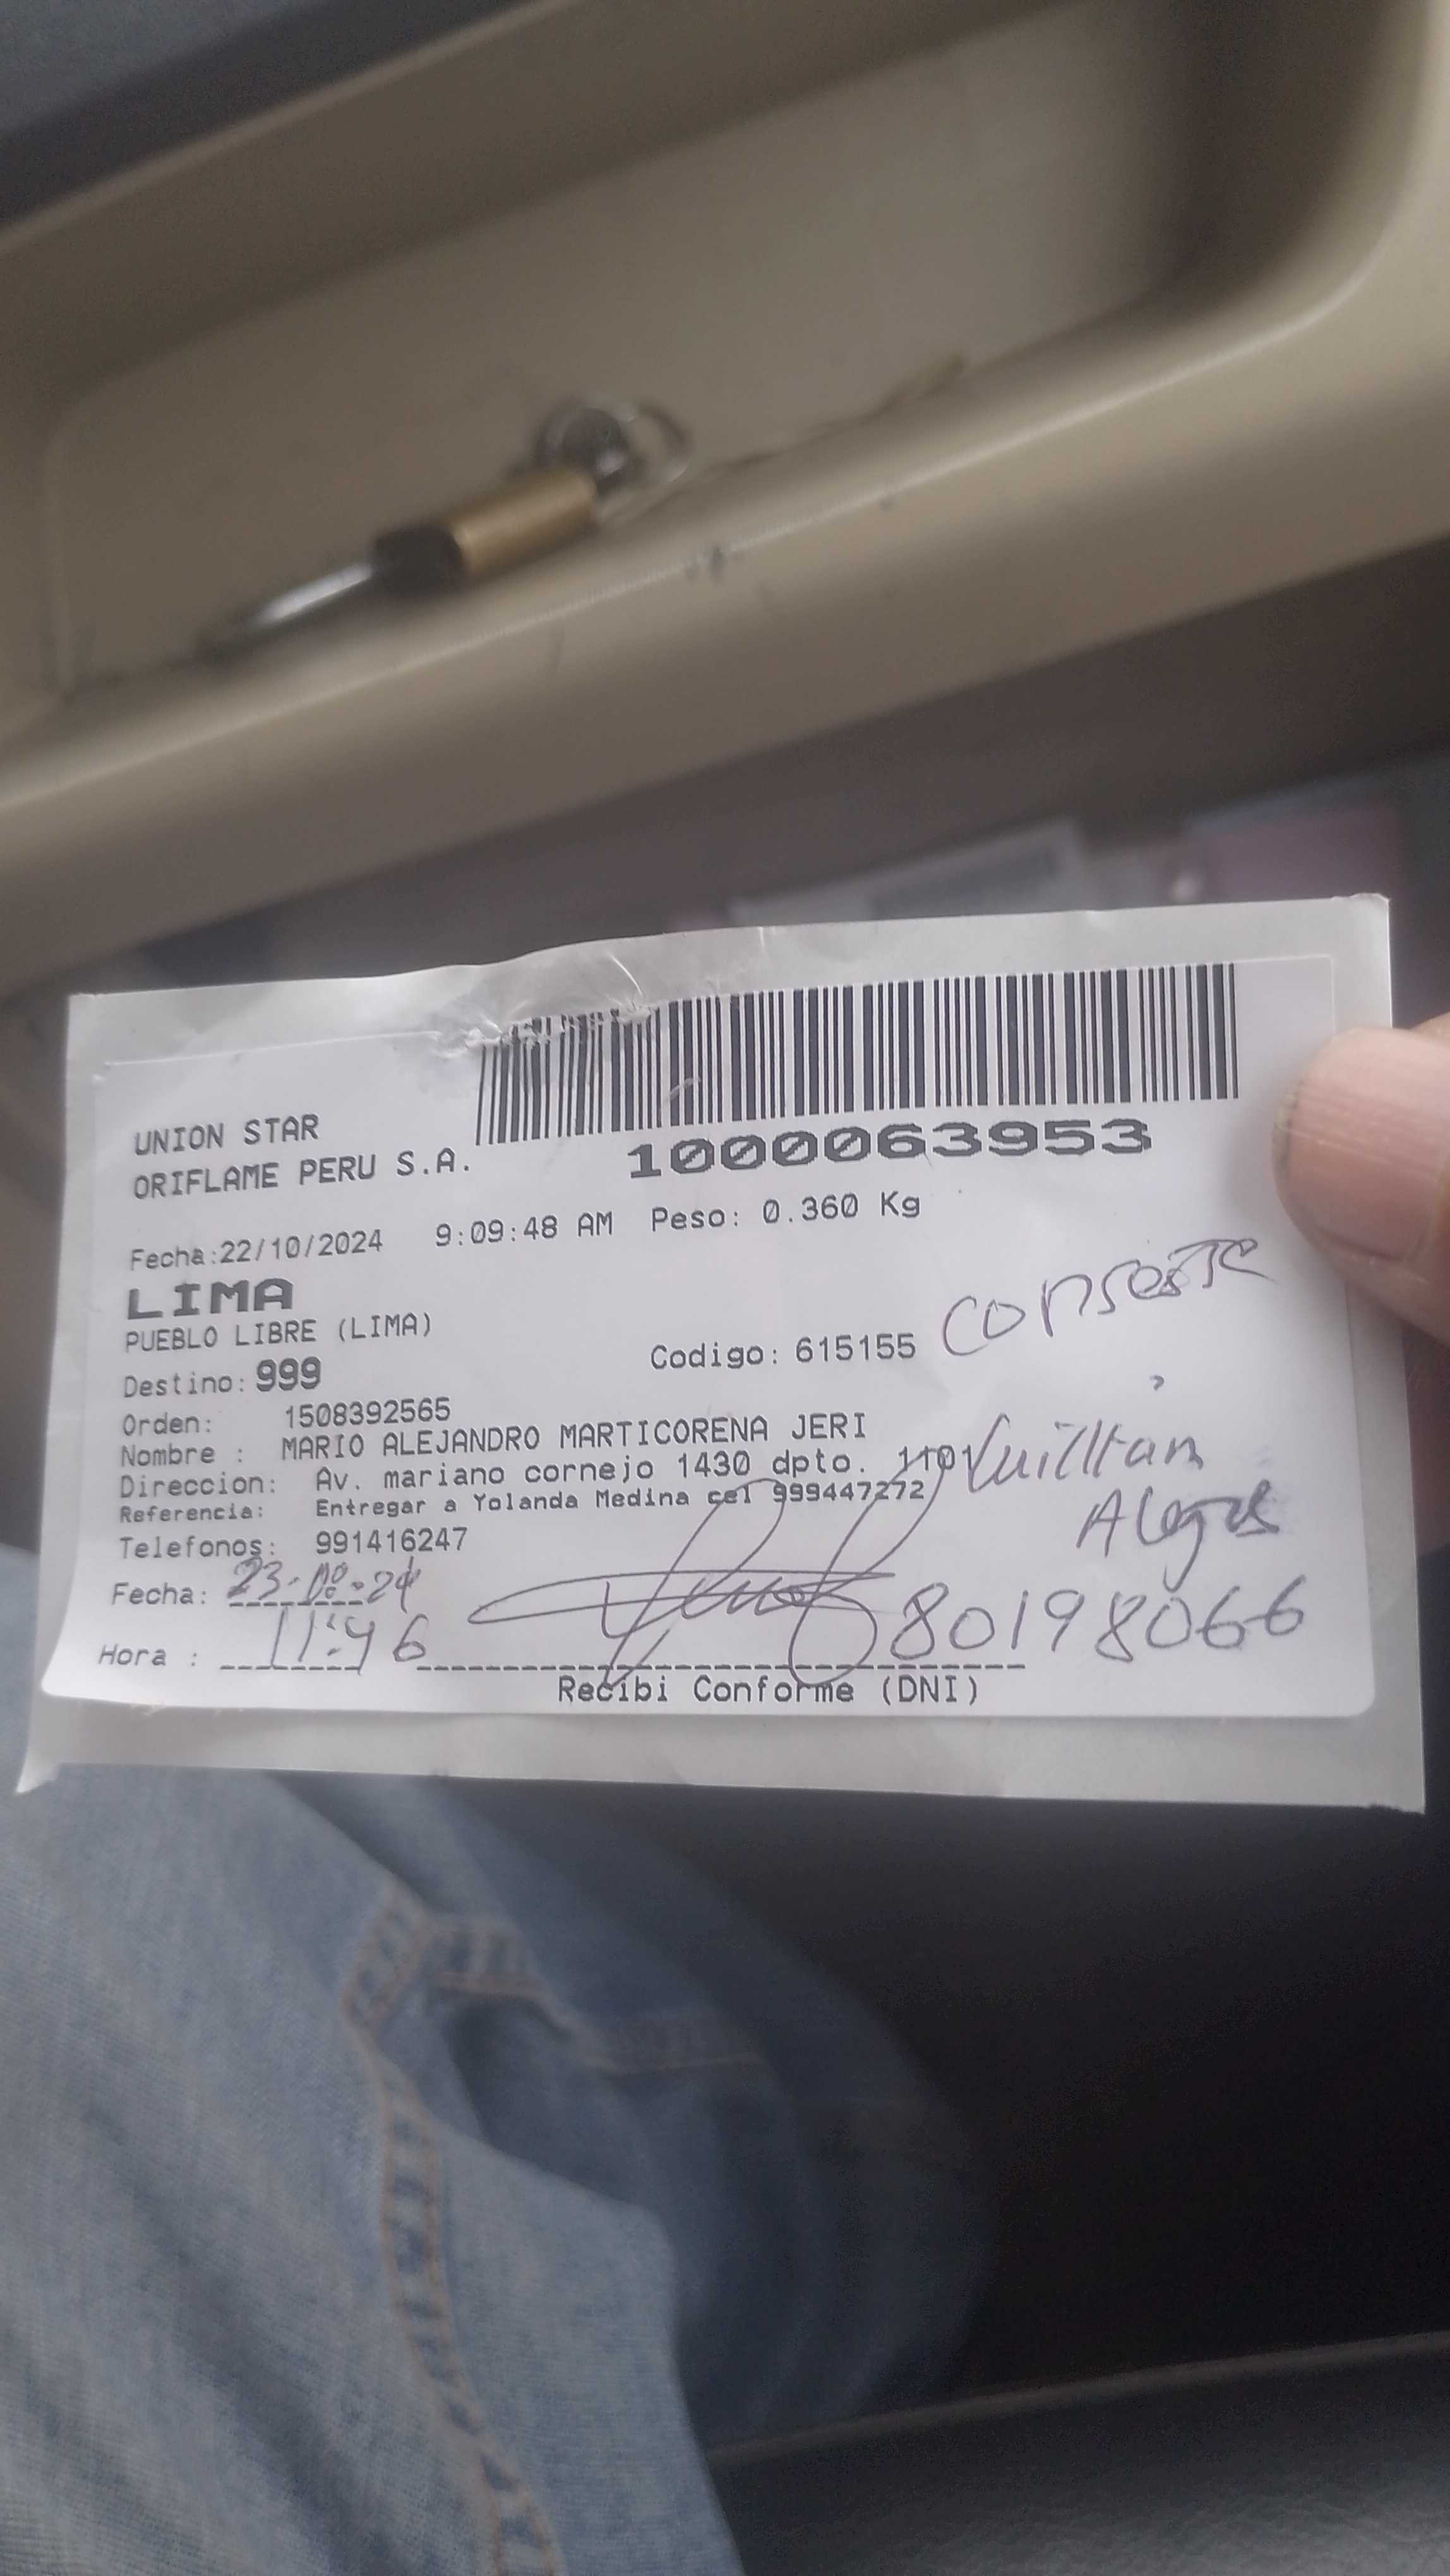 UNION STAR
ORIFLAME PERU S.A.
1000063953
Fecha:22/10/2024 9:09:48 AM Peso: 0.360 Kg
LIMA
PUEBLO LIBRE (LIMA)
Destino: 999
Codigo: 615155
Orden: 1508392565
Nombre : MARIO ALEJANDRO MARTICORENA JERI
Direccion: Av. mariano cornejo 1430 dpto. 1101
Referencia: Entregar a Yolanda Medina cel 999447272
Telefonos: 991416247
Fecha: 23
Hora : 11:46
80198066
Recibi Conforme (DNI)